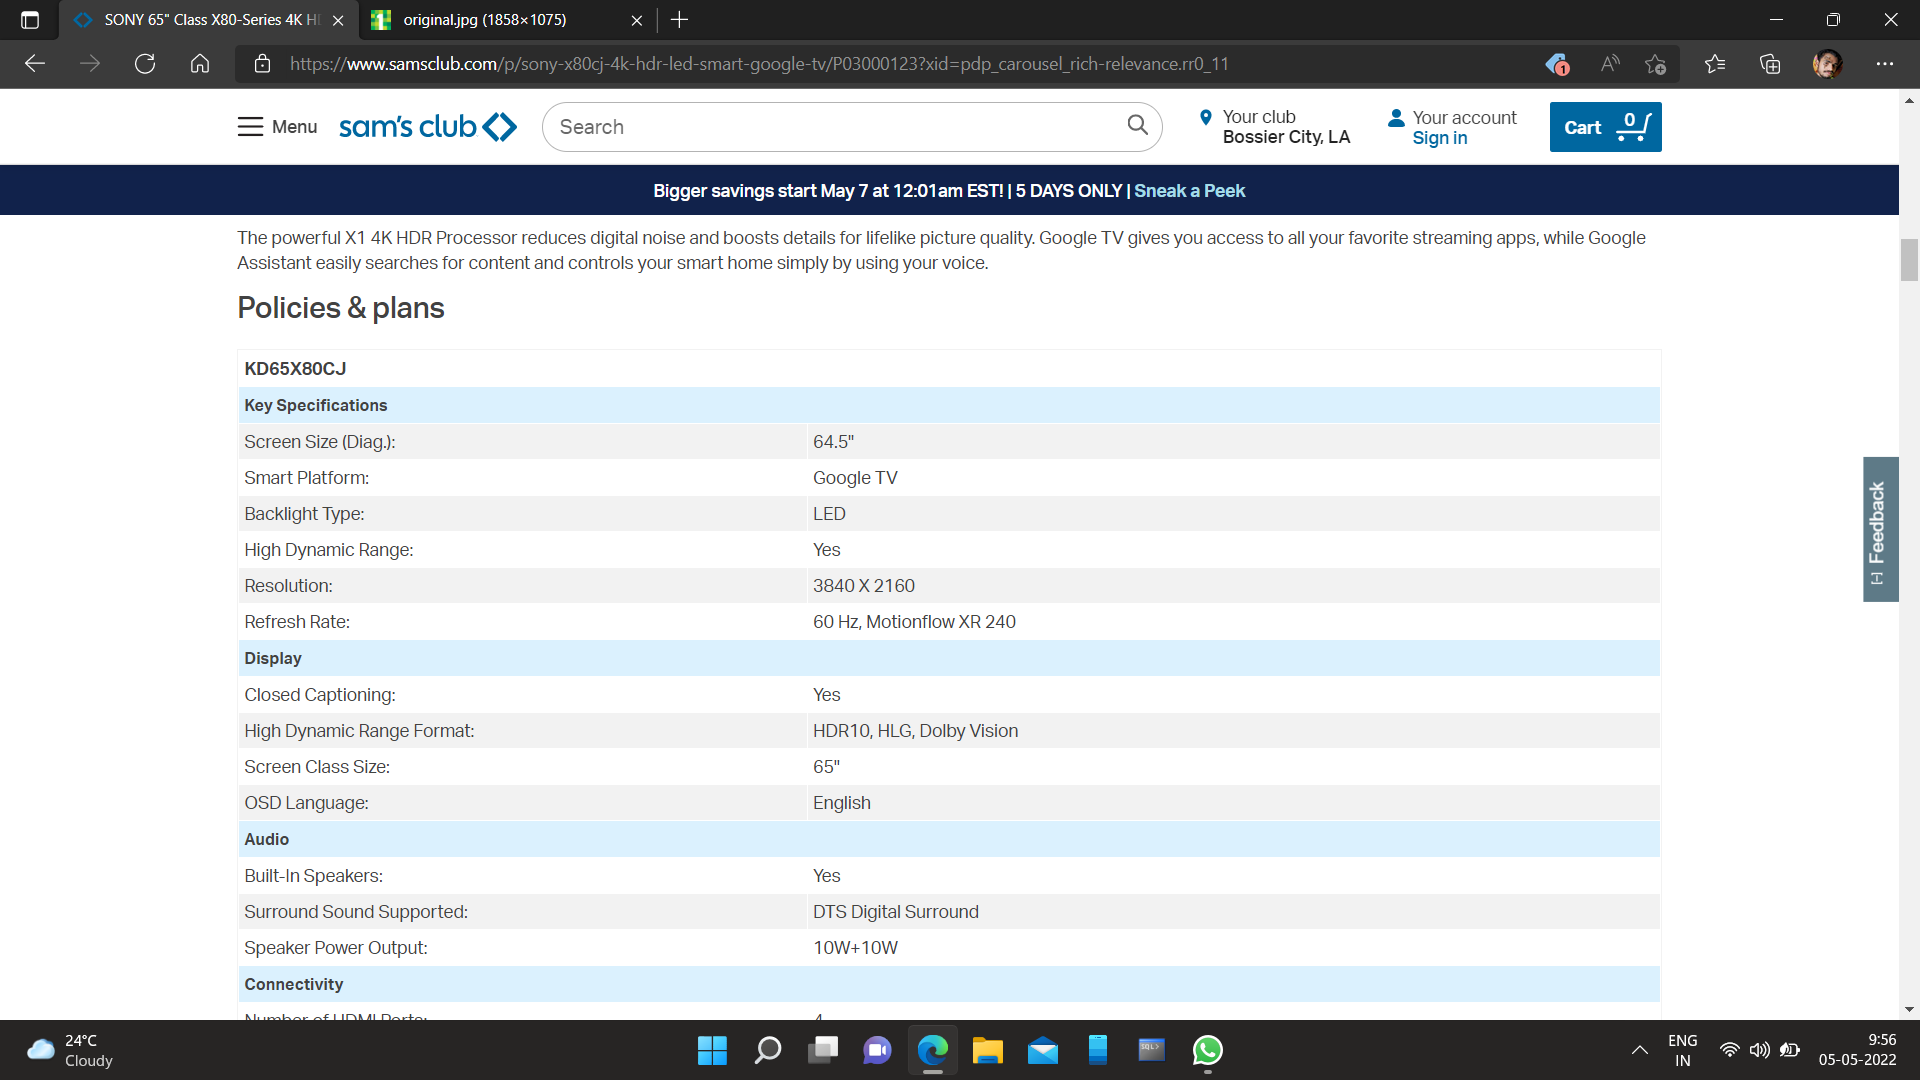 SONY 65" Class X80-Series 4K H
original.jpg (1858×1075)
https://www.samsclub.com/p/sony-x80cj-4k-hdr-led-smart-google-tv/P03000123?xid=pdp_carousel_rich-relevance.rr0_11
1
Menu
sam's club
Search
Your club
Bossier City, LA
Your account
Sign in
Cart
0
Bigger savings start May 7 at 12:01am EST! | 5 DAYS ONLY | Sneak a Peek
The powerful X1 4K HDR Processor reduces digital noise and boosts details for lifelike picture quality. Google TV gives you access to all your favorite streaming apps, while Google
Assistant easily searches for content and controls your smart home simply by using your voice.
Policies & plans
KD65X80CJ
Key Specifications
Screen Size (Diag.): 64.5"
Smart Platform: Google TV
Backlight Type: LED
High Dynamic Range: Yes
Resolution: 3840 X 2160
Refresh Rate: 60 Hz, Motionflow XR 240
Display
Closed Captioning: Yes
High Dynamic Range Format: HDR10, HLG, Dolby Vision
Screen Class Size: 65"
OSD Language: English
Audio
Built-In Speakers: Yes
Surround Sound Supported: DTS Digital Surround
Speaker Power Output: 10W+10W
Connectivity
Number of HDMI Ports: 4
[-] Feedback
24°C
Cloudy
SQL>
ENG
IN
9:56
05-05-2022